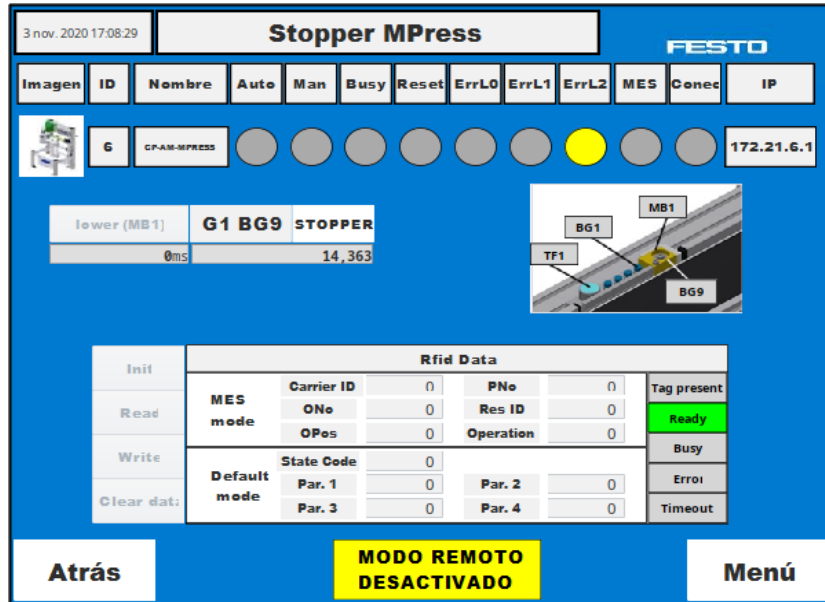 3 nov. 2020 17:08:29
Stopper MPress
FESTO
Imagen ID Nombre Auto Man Busy Reset ErrL0 ErrL1 ErrL2 MES Conec IP
6 CP-AM-MPRESS 172.21.6.1
lower (MB1) G1 BG9 STOPPER
0ms 14,363
MB1
BG1
TF1
BG9
Init
Read
Write
Clear data
Rfid Data
MES mode
Carrier ID 0 PNo 0
ONo 0 Res ID 0
OPos 0 Operation 0
Default mode
State Code 0
Par. 1 0 Par. 2 0
Par. 3 0 Par. 4 0
Tag present
Ready
Busy
Error
Timeout
Atrás
MODO REMOTO
DESACTIVADO
Menú